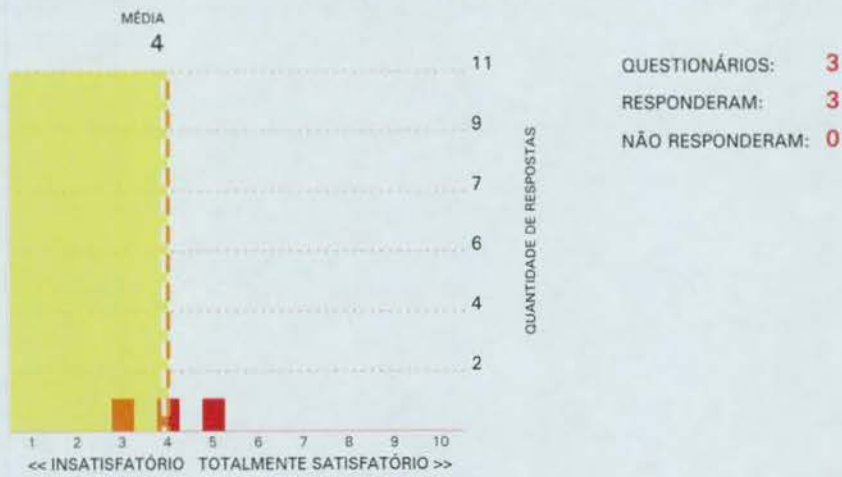 MÉDIA
4
11
9
7
6
4
2
QUANTIDADE DE RESPOSTAS
1 2 3 4 5 6 7 8 9 10
<< INSATISFATÓRIO TOTALMENTE SATISFATÓRIO >>
QUESTIONÁRIOS: 3
RESPONDERAM: 3
NÃO RESPONDERAM: 0